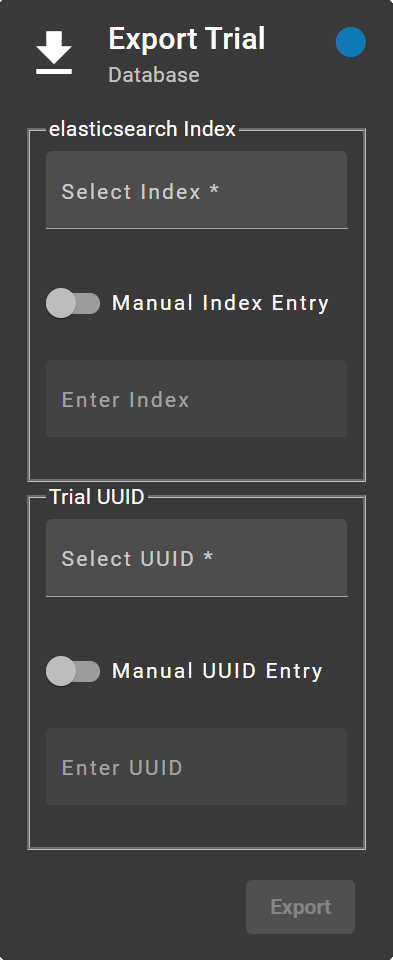 Export Trial
Database
elasticsearch Index
Select Index *
Manual Index Entry
Enter Index
Trial UUID
Select UUID *
Manual UUID Entry
Enter UUID
Export